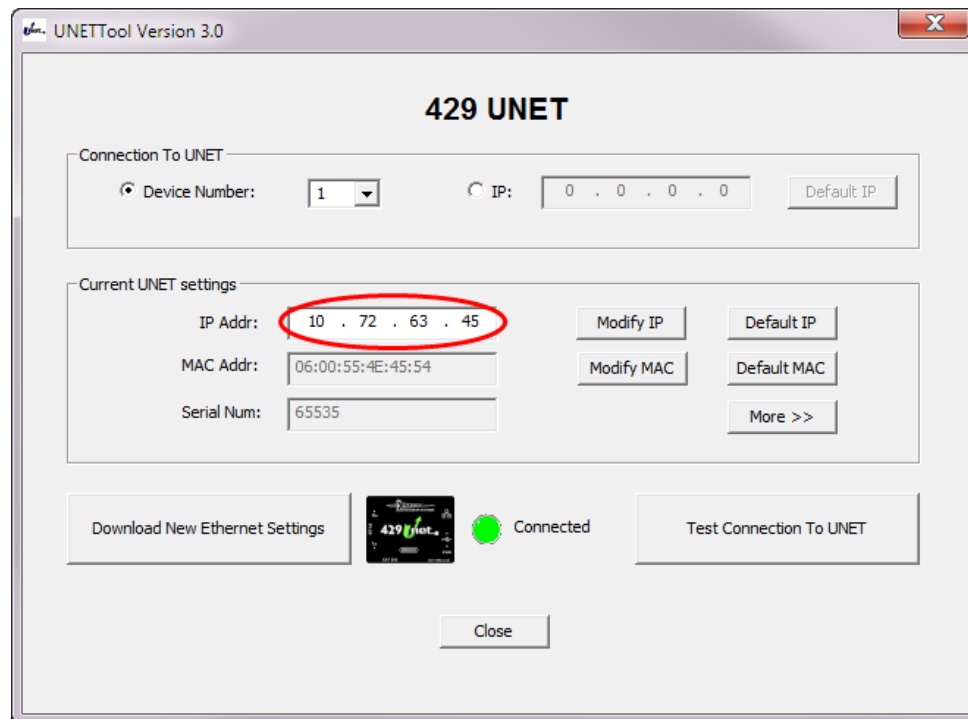 UNETTool Version 3.0
429 UNET
Connection To UNET
Device Number: 1 IP: 0 . 0 . 0 . 0 Default IP
Current UNET settings
IP Addr: 10 . 72 . 63 . 45 Modify IP Default IP
MAC Addr: 06:00:55:4E:45:54 Modify MAC Default MAC
Serial Num: 65535 More >>
Download New Ethernet Settings 429 Unet Connected Test Connection To UNET
Close